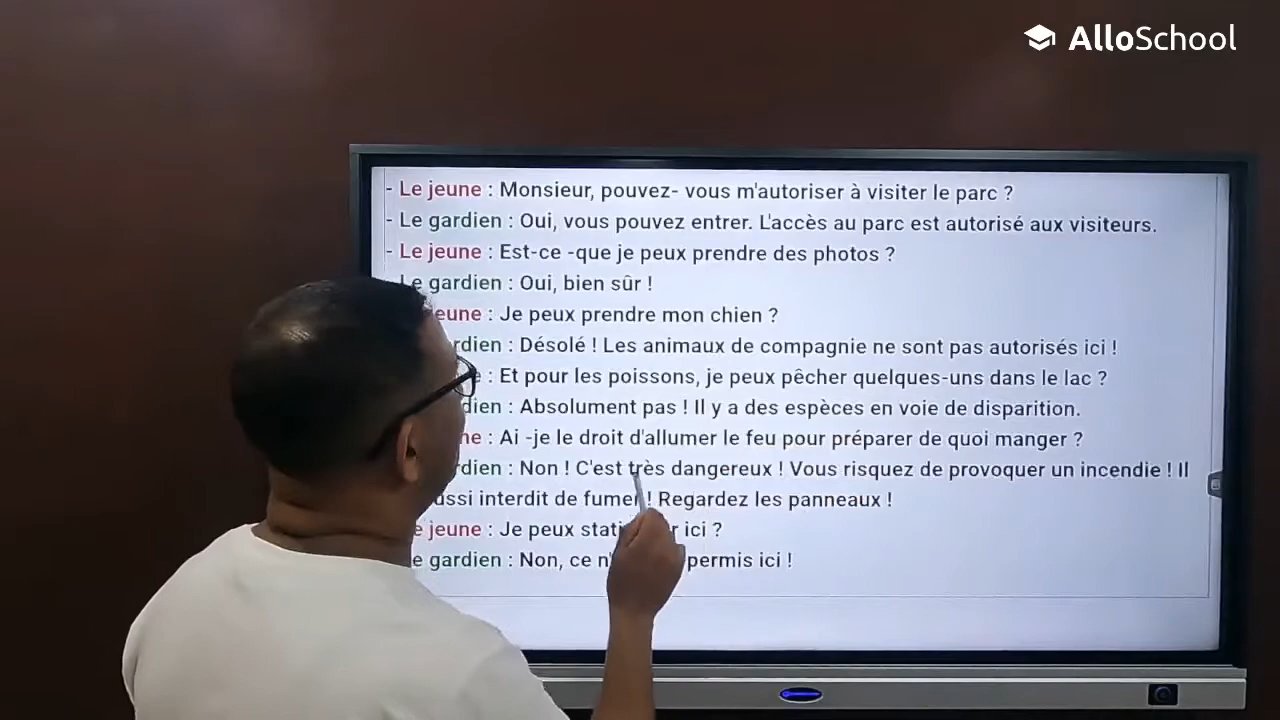 AlloSchool
- Le jeune : Monsieur, pouvez- vous m'autoriser à visiter le parc ?
- Le gardien : Oui, vous pouvez entrer. L'accès au parc est autorisé aux visiteurs.
- Le jeune : Est-ce -que je peux prendre des photos ?
Le gardien : Oui, bien sûr !
eune : Je peux prendre mon chien ?
rdien : Désolé ! Les animaux de compagnie ne sont pas autorisés ici !
e : Et pour les poissons, je peux pêcher quelques-uns dans le lac ?
dien : Absolument pas ! Il y a des espèces en voie de disparition.
ne : Ai -je le droit d'allumer le feu pour préparer de quoi manger ?
rdien : Non ! C'est très dangereux ! Vous risquez de provoquer un incendie ! Il
ussi interdit de fumer ! Regardez les panneaux !
e jeune : Je peux stati r ici ?
e gardien : Non, ce n' permis ici !